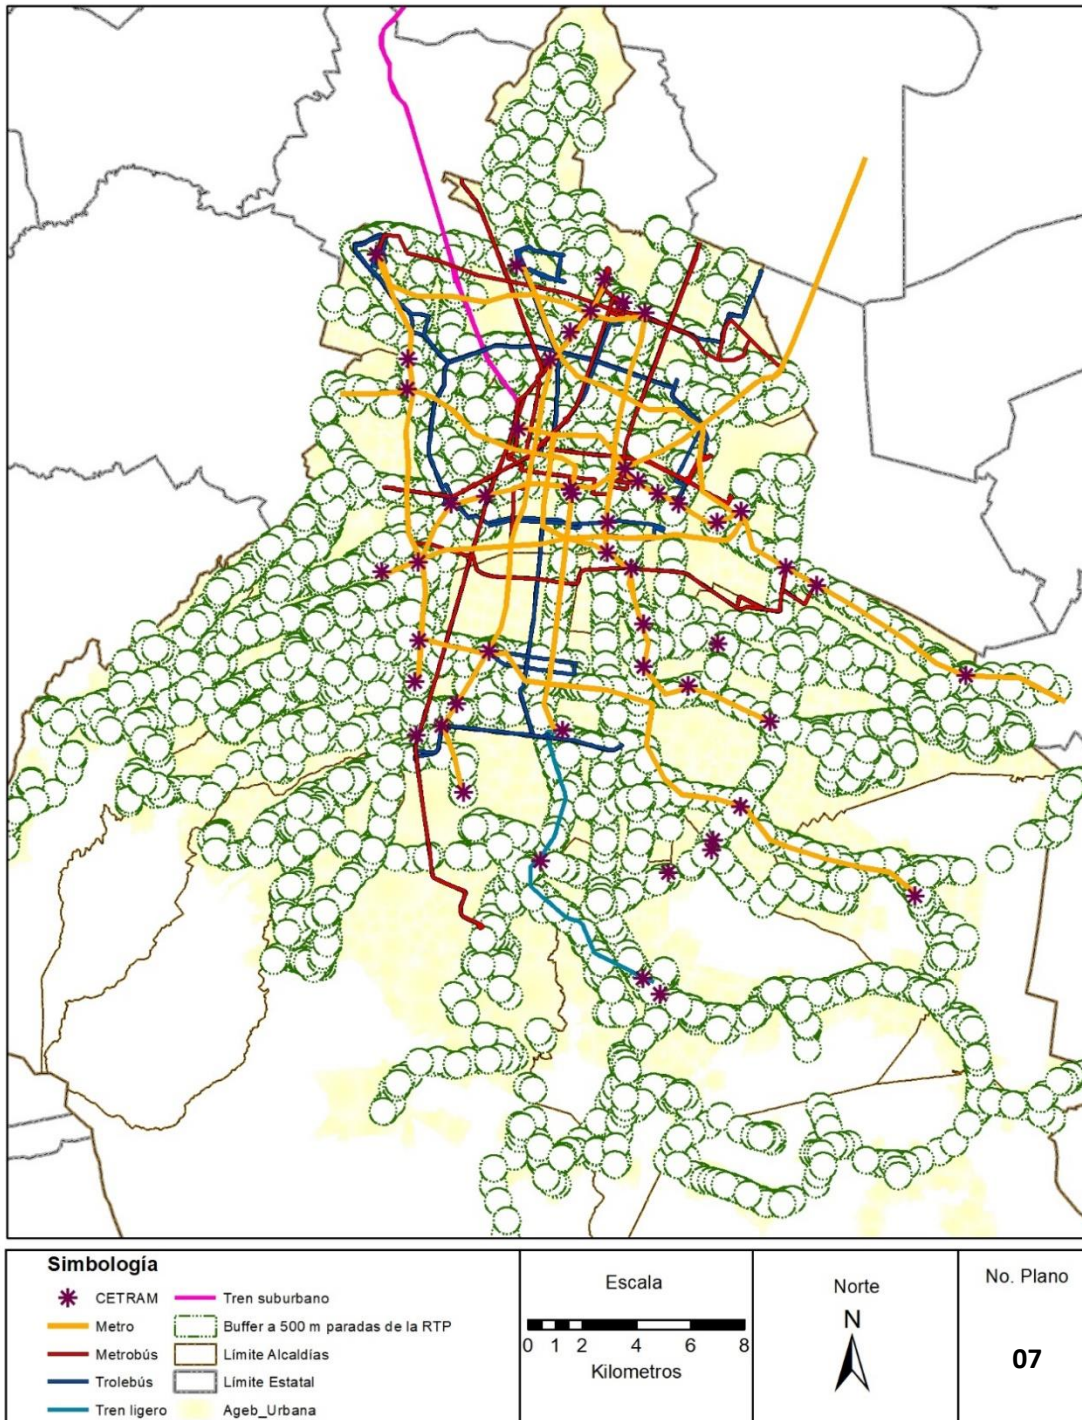 Simbología
CETRAM
Metro
Metrobús
Trolebús
Tren ligero
Tren suburbano
Buffer a 500 m paradas de la RTP
Límite Alcaldías
Límite Estatal
Ageb_Urbana
Escala
0 1 2 4 6 8
Kilometros
Norte
N
No. Plano
07